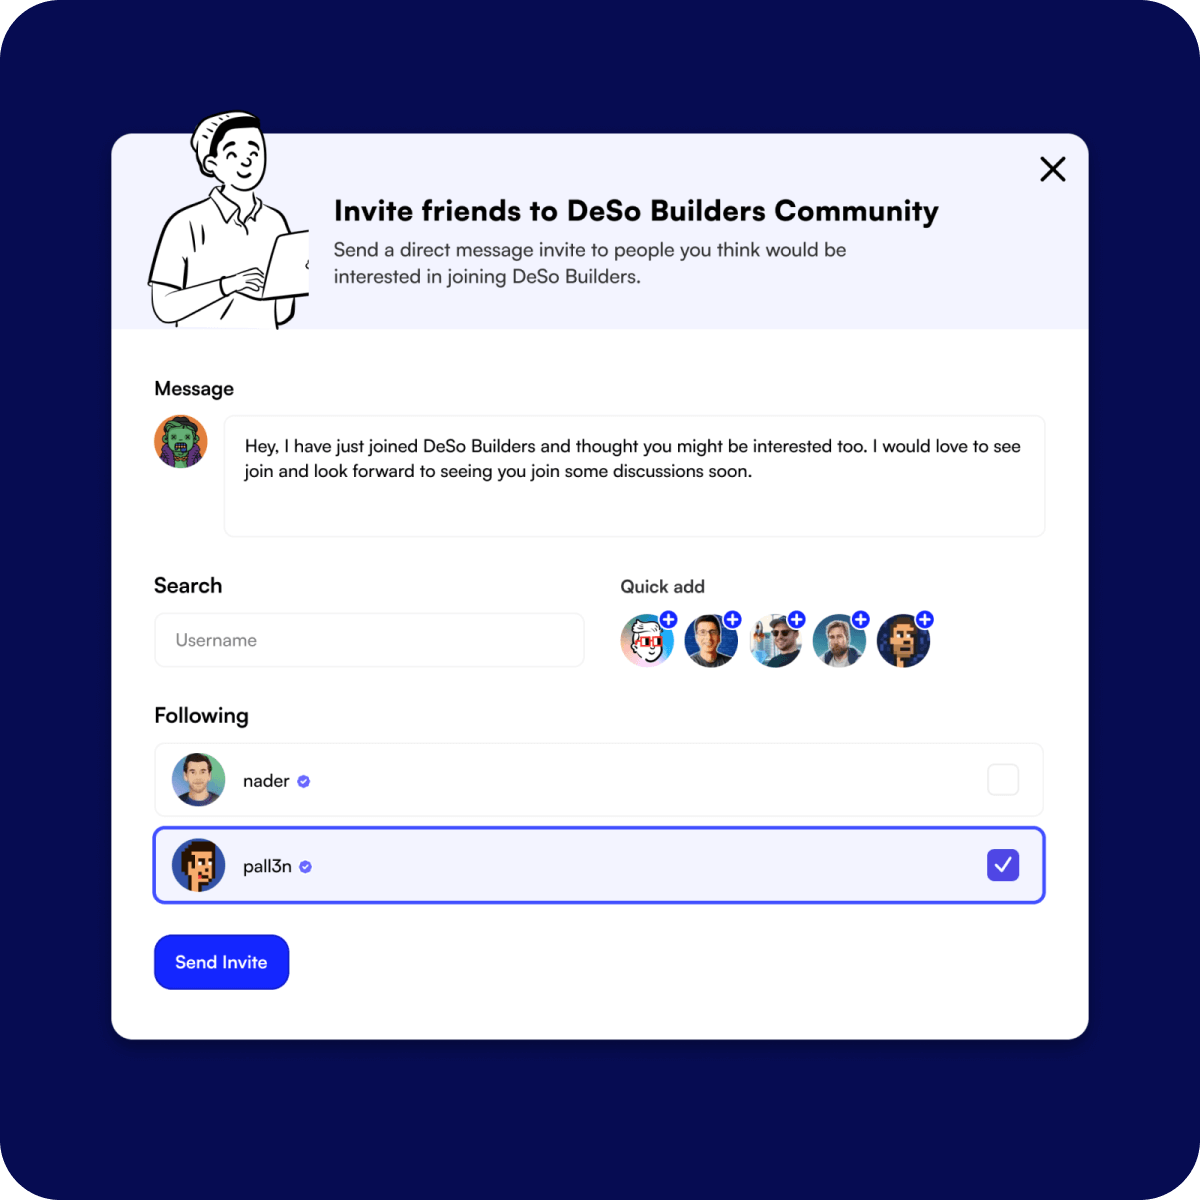 Invite friends to DeSo Builders Community
Send a direct message invite to people you think would be
interested in joining DeSo Builders.
Message
Hey, I have just joined DeSo Builders and thought you might be interested too. I would love to see
join and look forward to seeing you join some discussions soon.
Search
Quick add
Username
Following
nader
pall3n
Send Invite